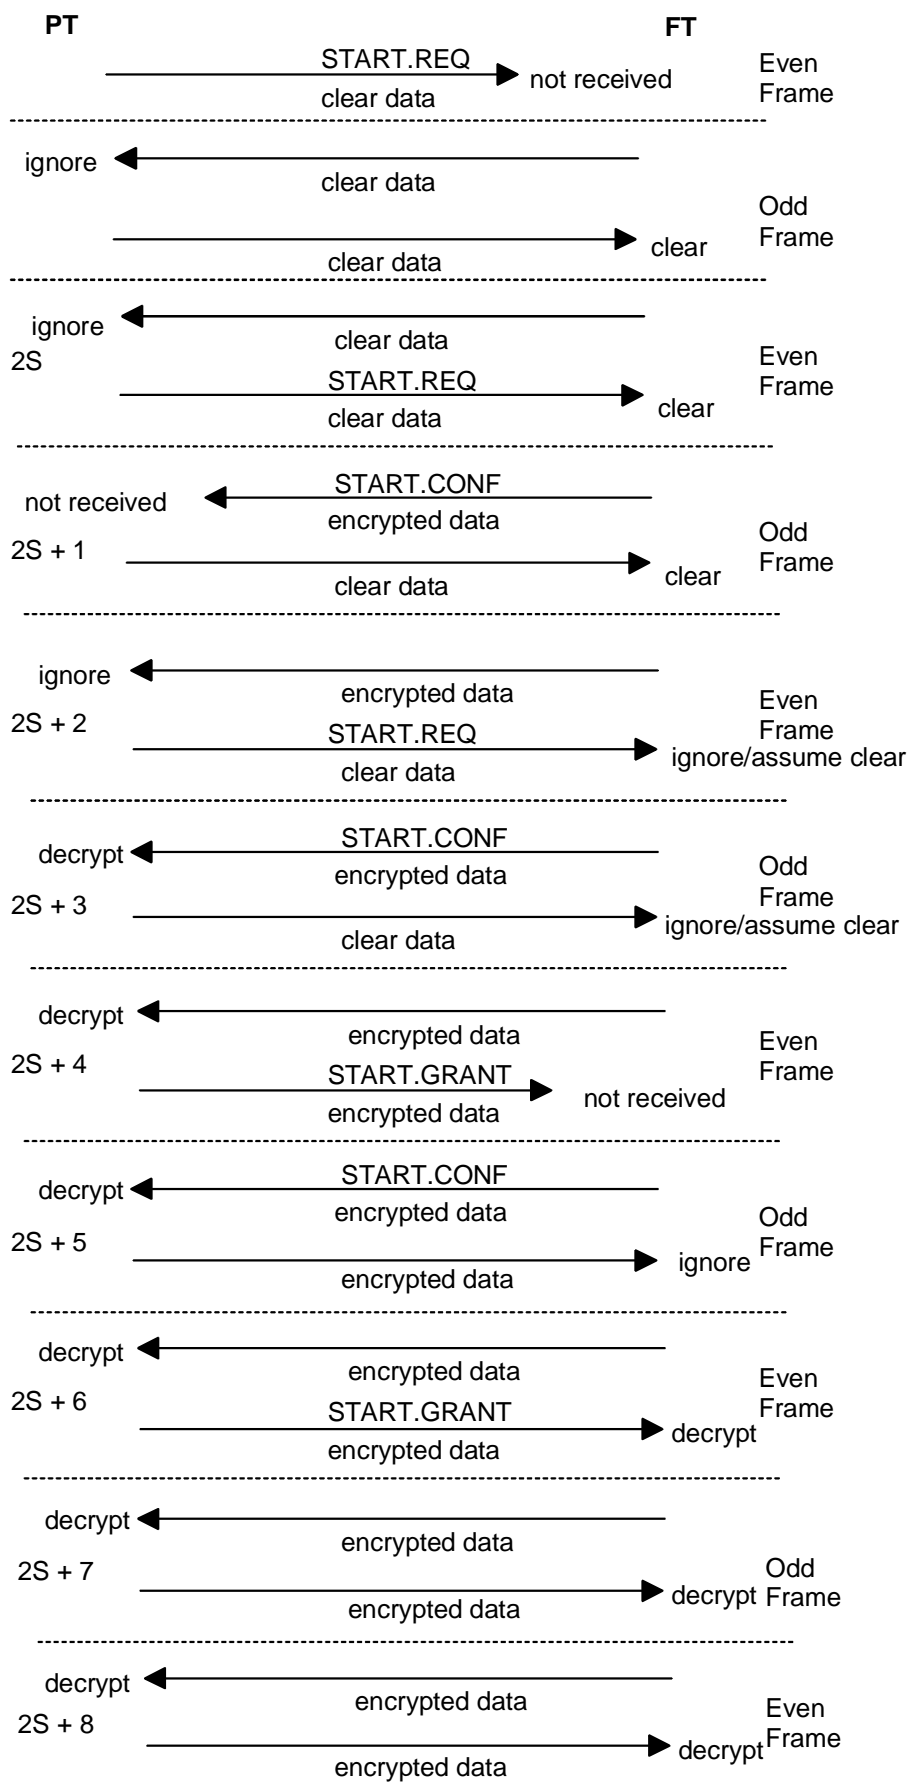 PT
FT
START.REQ
clear data
not received
Even
Frame
ignore
clear data
Odd
Frame
clear data
clear
ignore
clear data
2S
START.REQ
clear data
clear
Even
Frame
not received
START.CONF
encrypted data
2S + 1
clear data
clear
Odd
Frame
ignore
encrypted data
2S + 2
START.REQ
clear data
Even
Frame
ignore/assume clear
decrypt
START.CONF
encrypted data
2S + 3
clear data
Odd
Frame
ignore/assume clear
decrypt
encrypted data
2S + 4
START.GRANT
encrypted data
not received
Even
Frame
decrypt
START.CONF
encrypted data
2S + 5
encrypted data
ignore
Odd
Frame
decrypt
encrypted data
2S + 6
START.GRANT
encrypted data
decrypt
Even
Frame
decrypt
encrypted data
2S + 7
encrypted data
decrypt
Odd
Frame
decrypt
encrypted data
2S + 8
encrypted data
decrypt
Even
Frame